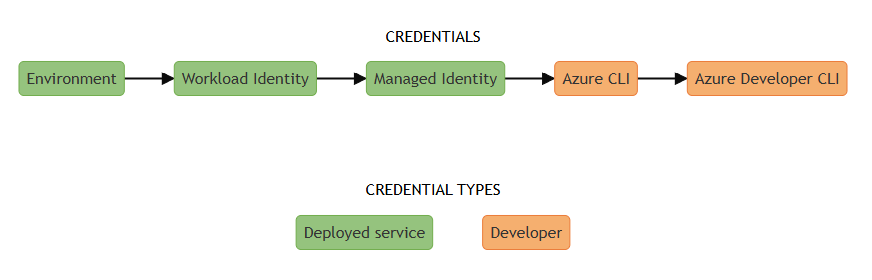 CREDENTIALS
Environment Workload Identity Managed Identity Azure CLI Azure Developer CLI
CREDENTIAL TYPES
Deployed service Developer